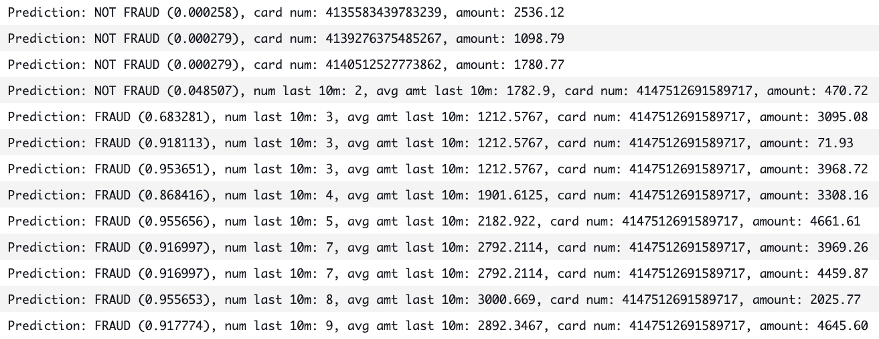 Prediction: NOT FRAUD (0.000258), card num: 4135583439783239, amount: 2536.12
Prediction: NOT FRAUD (0.000279), card num: 4139276375485267, amount: 1098.79
Prediction: NOT FRAUD (0.000279), card num: 4140512527773862, amount: 1780.77
Prediction: NOT FRAUD (0.048507), num last 10m: 2, avg amt last 10m: 1782.9, card num: 4147512691589717, amount: 470.72
Prediction: FRAUD (0.683281), num last 10m: 3, avg amt last 10m: 1212.5767, card num: 4147512691589717, amount: 3095.08
Prediction: FRAUD (0.918113), num last 10m: 3, avg amt last 10m: 1212.5767, card num: 4147512691589717, amount: 71.93
Prediction: FRAUD (0.953651), num last 10m: 3, avg amt last 10m: 1212.5767, card num: 4147512691589717, amount: 3968.72
Prediction: FRAUD (0.868416), num last 10m: 4, avg amt last 10m: 1901.6125, card num: 4147512691589717, amount: 3308.16
Prediction: FRAUD (0.955656), num last 10m: 5, avg amt last 10m: 2182.922, card num: 4147512691589717, amount: 4661.61
Prediction: FRAUD (0.916997), num last 10m: 7, avg amt last 10m: 2792.2114, card num: 4147512691589717, amount: 3969.26
Prediction: FRAUD (0.916997), num last 10m: 7, avg amt last 10m: 2792.2114, card num: 4147512691589717, amount: 4459.87
Prediction: FRAUD (0.955653), num last 10m: 8, avg amt last 10m: 3000.669, card num: 4147512691589717, amount: 2025.77
Prediction: FRAUD (0.917774), num last 10m: 9, avg amt last 10m: 2892.3467, card num: 4147512691589717, amount: 4645.60